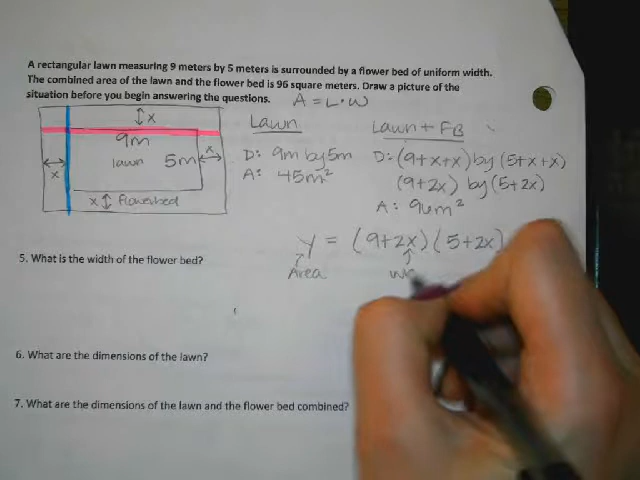 A rectangular lawn measuring 9 meters by 5 meters is surrounded by a flower bed of uniform width.
The combined area of the lawn and the flower bed is 96 square meters. Draw a picture of the
situation before you begin answering the questions. A = L·W
x
9m
lawn 5m x
x
x flowerbed
Lawn
D: 9m by 5m
A: 45m²
Lawn + FB
D: (9+x+x) by (5+x+x)
(9+2x) by (5+2x)
A: 96m²
y = (9+2x)(5+2x)
Area
5. What is the width of the flower bed?
6. What are the dimensions of the lawn?
7. What are the dimensions of the lawn and the flower bed combined?